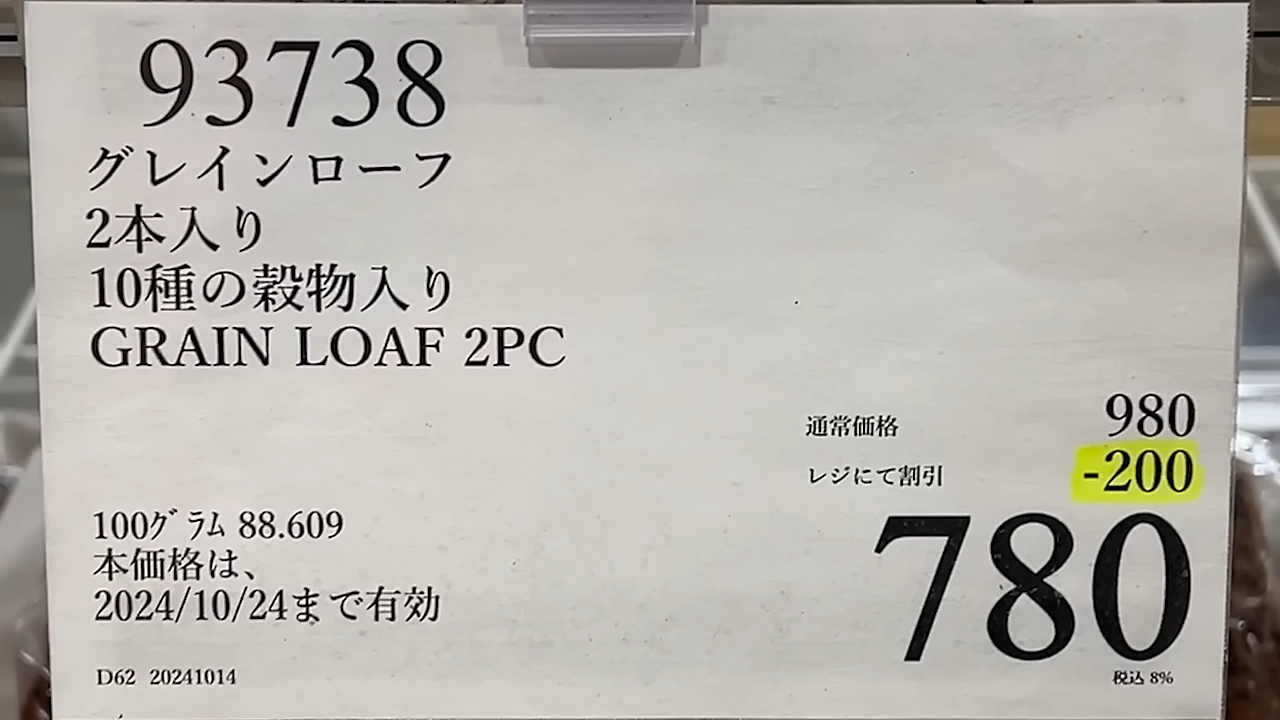 93738
グレインローフ
2本入り
10種の穀物入り
GRAIN LOAF 2PC
通常価格 980
レジにて割引 -200
780
税込 8%
100グラム 88.609
本価格は、
2024/10/24まで有効
D62 20241014